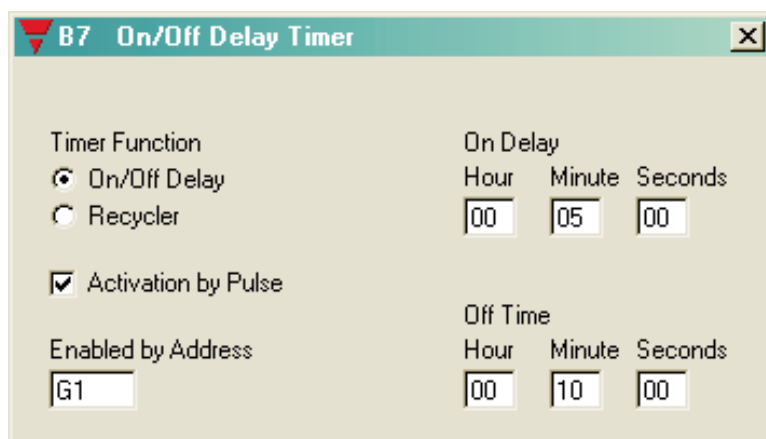 B7 On/Off Delay Timer
Timer Function
On/Off Delay
Recycler
Activation by Pulse
Enabled by Address
G1
On Delay
Hour Minute Seconds
00 05 00
Off Time
Hour Minute Seconds
00 10 00